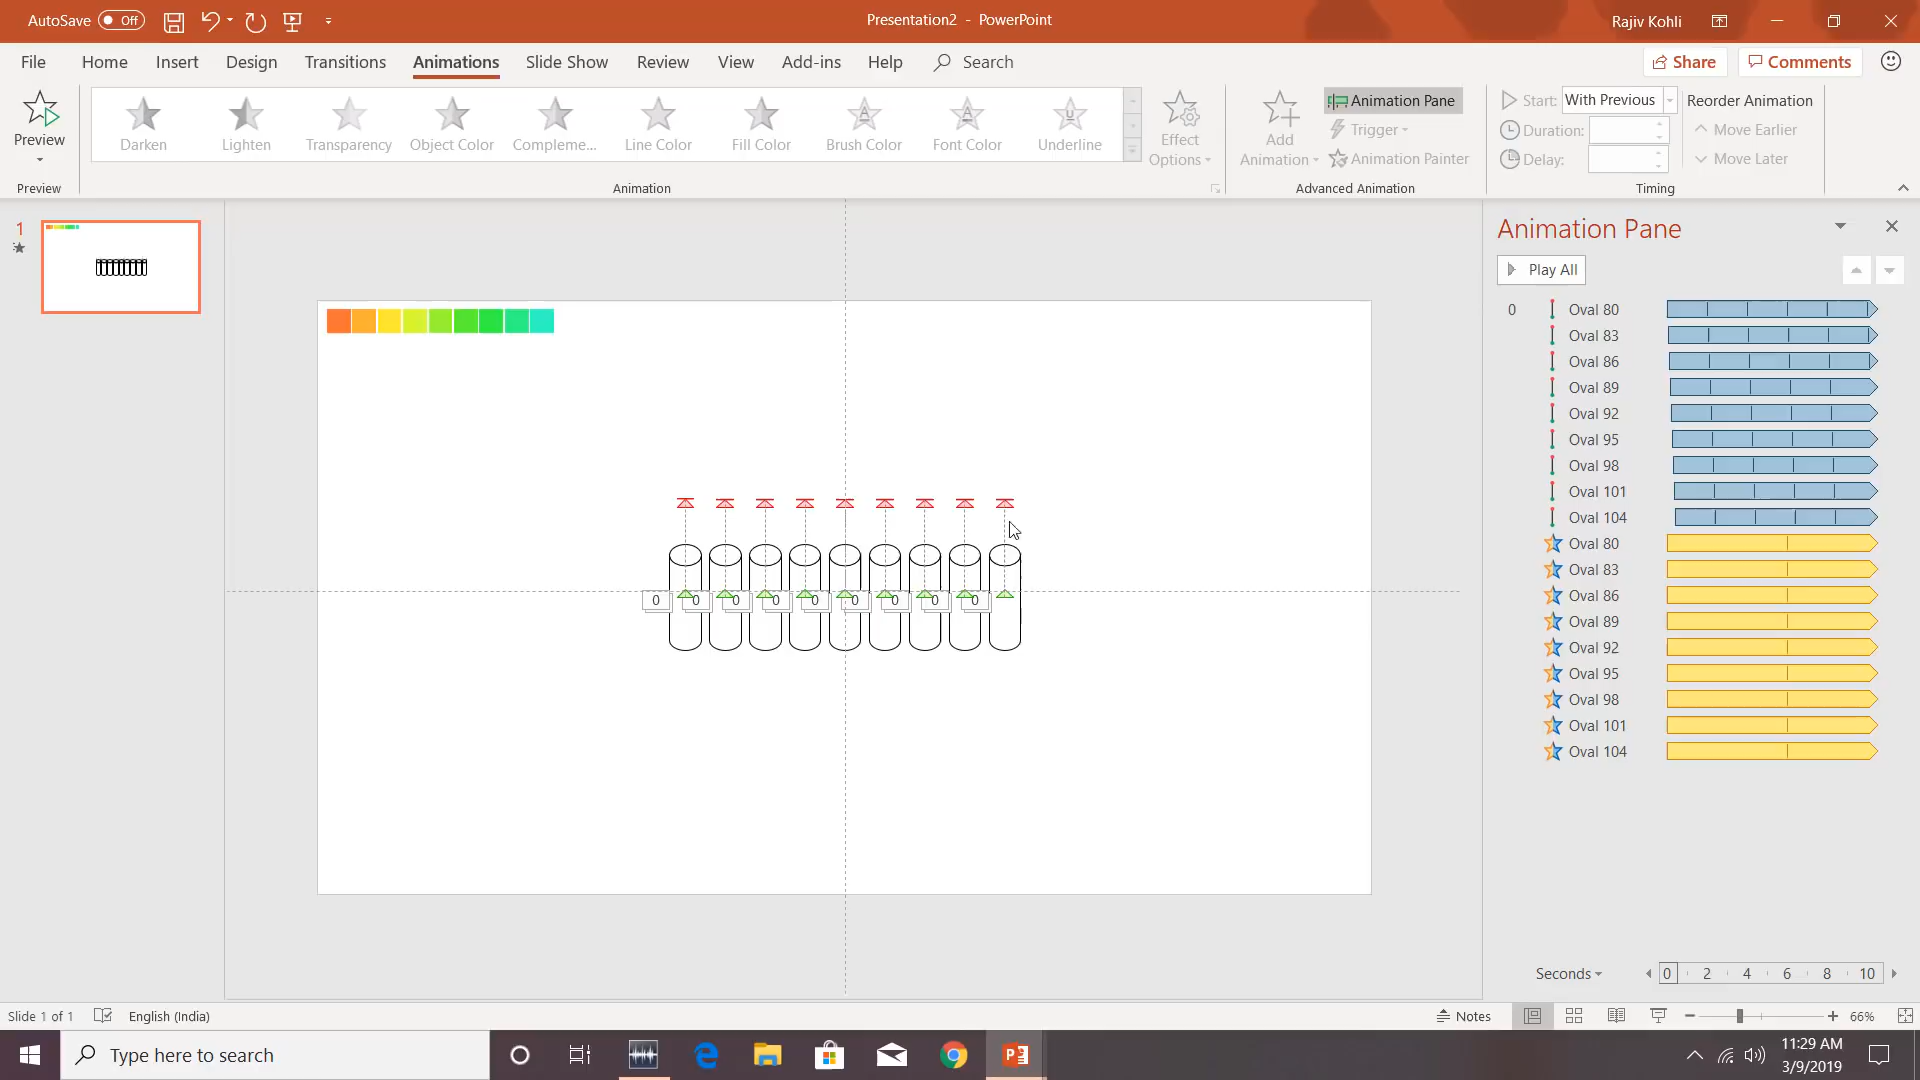 AutoSave Off
Presentation2 - PowerPoint
Rajiv Kohli
File Home Insert Design Transitions Animations Slide Show Review View Add-ins Help Search
Share Comments
Preview
Preview
Darken Lighten Transparency Object Color Compleme... Line Color Fill Color Brush Color Font Color Underline
Animation
Effect
Options
Add
Animation
Animation Pane
Trigger
Animation Painter
Advanced Animation
Start: With Previous
Duration:
Delay:
Reorder Animation
Move Earlier
Move Later
Timing
1
0 0 0 0 0 0 0 0 0
Animation Pane
Play All
0 Oval 80
Oval 83
Oval 86
Oval 89
Oval 92
Oval 95
Oval 98
Oval 101
Oval 104
Oval 80
Oval 83
Oval 86
Oval 89
Oval 92
Oval 95
Oval 98
Oval 101
Oval 104
Seconds 0 2 4 6 8 10
Slide 1 of 1 English (India) Notes 66%
Type here to search
11:29 AM
3/9/2019